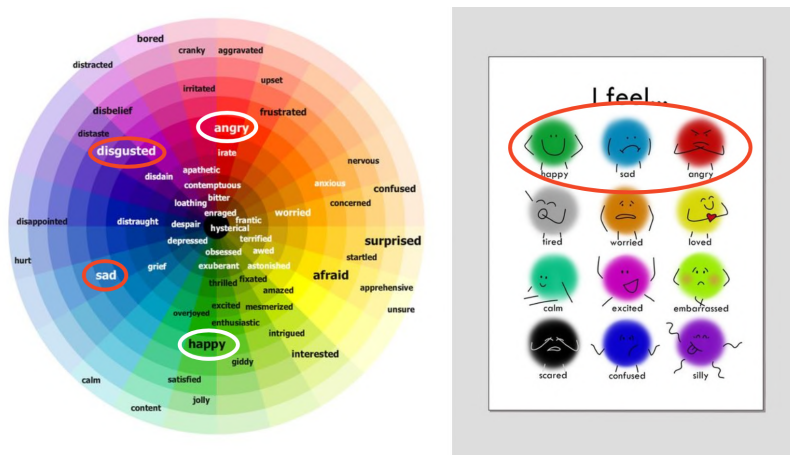 bored
cranky
aggravated
distracted
irritated
upset
disbelief
frustrated
angry
distaste
disgusted
irate
nervous
apathetic
disdain
contemptuous
anxious
confused
bitter
loathing
concerned
enraged
worried
disappointed
distraught
despair
frantic
hysterical
depressed
terrified
surprised
obsessed
awed
startled
hurt
grief
exuberant
astonished
sad
afraid
thrilled
fixated
apprehensive
amazed
excited
mesmerized
unsure
overjoyed
enthusiastic
intrigued
happy
interested
giddy
calm
satisfied
jolly
content
I feel...
happy sad angry
tired worried loved
calm excited embarrassed
scared confused silly